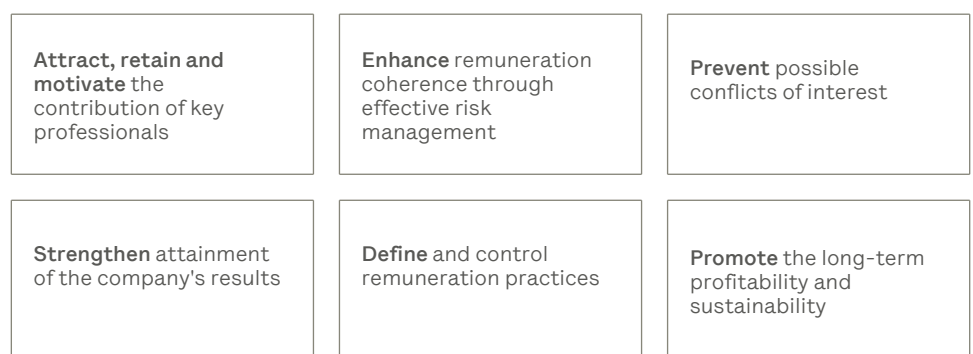 Attract, retain and
motivate the
contribution of key
professionals
Enhance remuneration
coherence through
effective risk
management
Prevent possible
conflicts of interest
Strengthen attainment
of the company's results
Define and control
remuneration practices
Promote the long-term
profitability and
sustainability